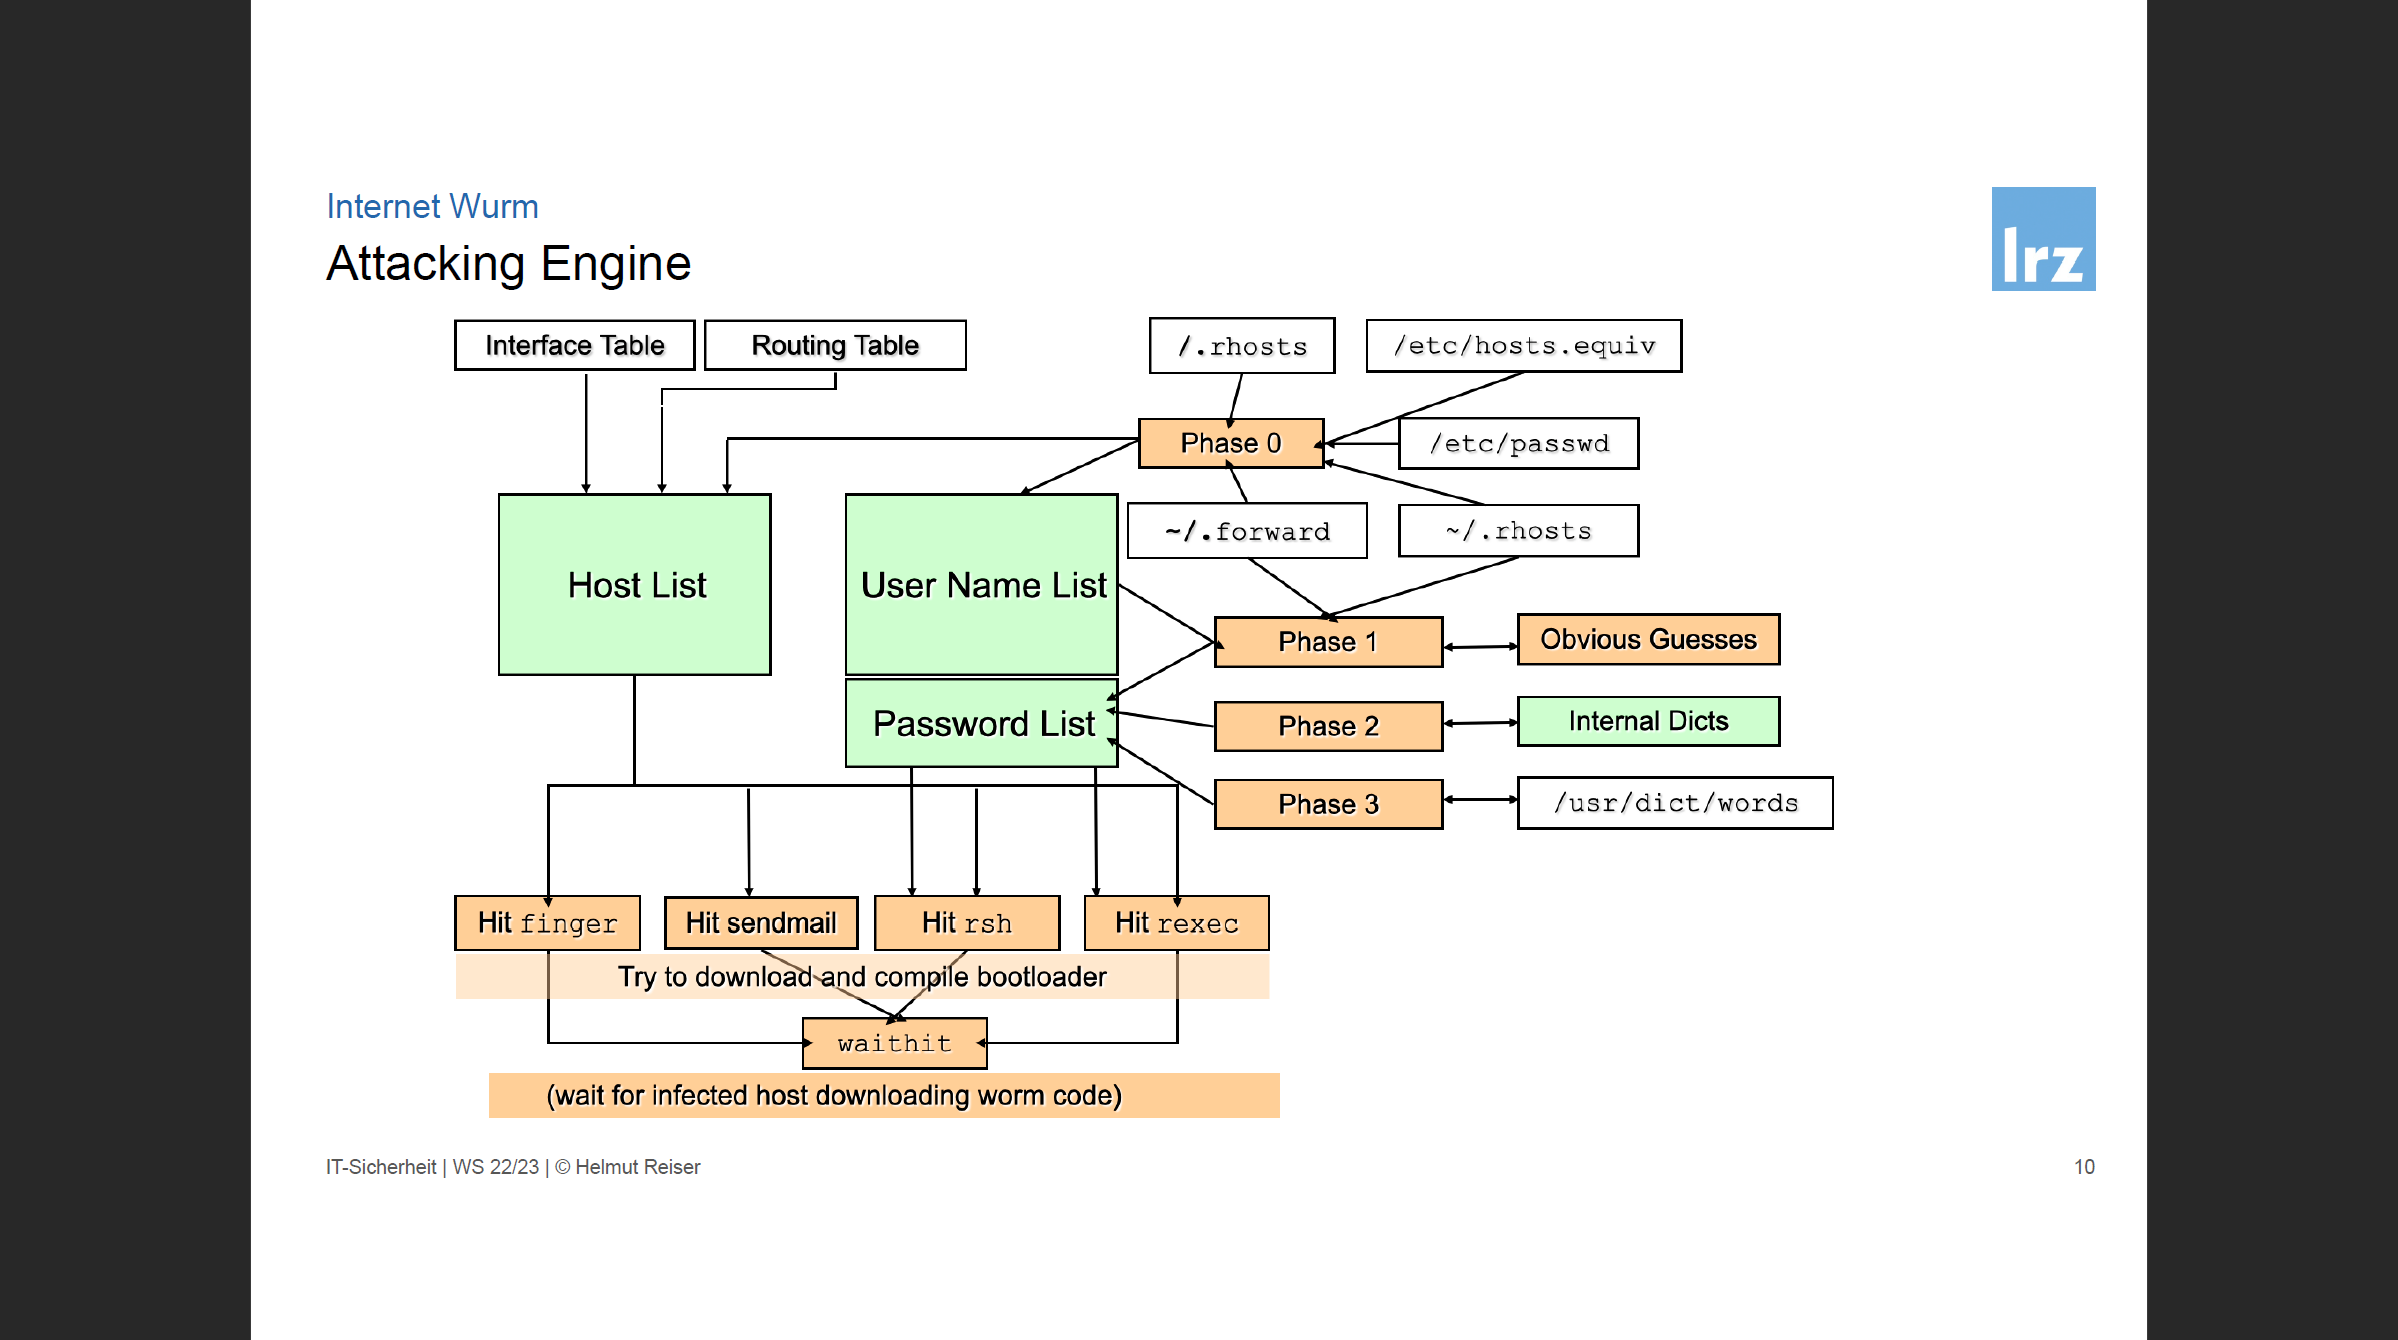 Internet Wurm
Attacking Engine
lrz
Interface Table
Routing Table
/.rhosts
/etc/hosts.equiv
Phase 0
/etc/passwd
~/.forward
~/.rhosts
Host List
User Name List
Phase 1
Obvious Guesses
Password List
Phase 2
Internal Dicts
Phase 3
/usr/dict/words
Hit finger
Hit sendmail
Hit rsh
Hit rexec
Try to download and compile bootloader
waithit
(wait for infected host downloading worm code)
IT-Sicherheit | WS 22/23 | © Helmut Reiser
10